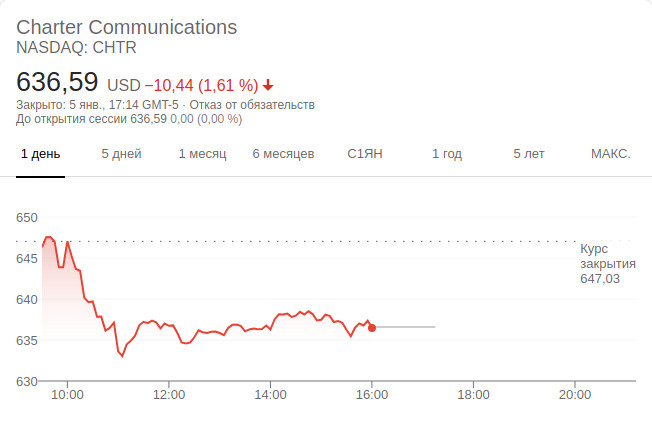 Charter Communications
NASDAQ: CHTR
636,59 USD −10,44 (1,61 %)
Закрыто: 5 янв., 17:14 GMT-5 · Отказ от обязательств
До открытия сессии 636,59 0,00 (0,00 %)
1 день 5 дней 1 месяц 6 месяцев С1ЯН 1 год 5 лет МАКС.
650
645
640
635
630
Курс
закрытия
647,03
10:00 12:00 14:00 16:00 18:00 20:00